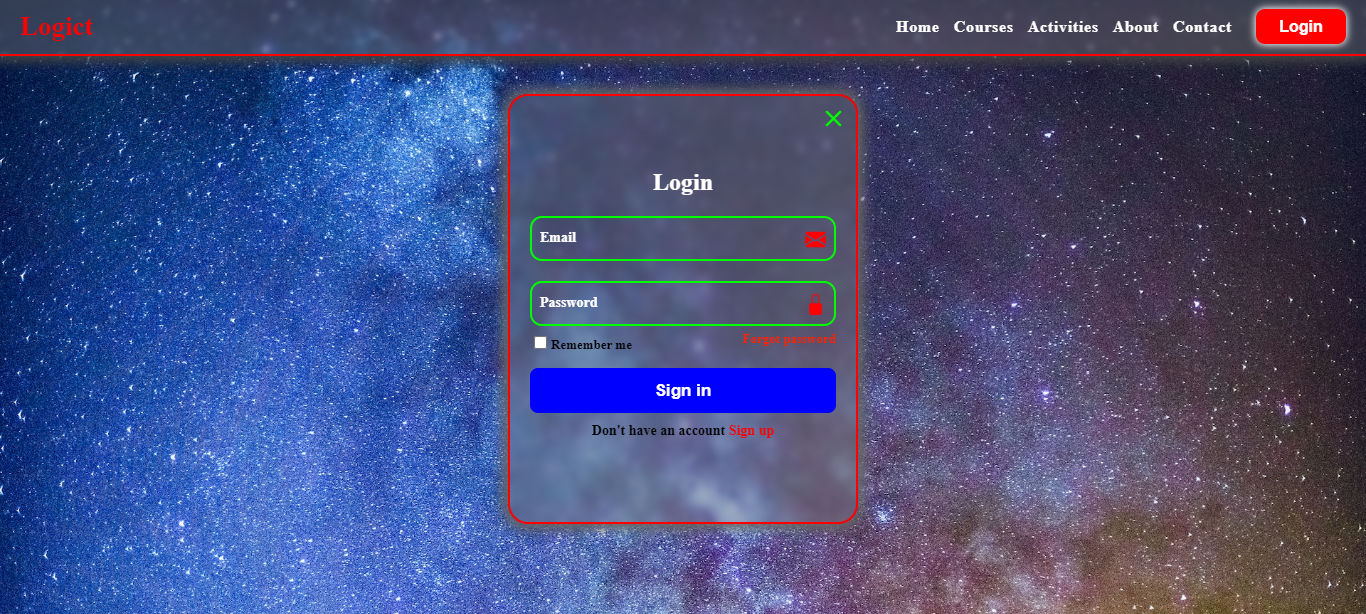 Logict
Home Courses Activities About Contact Login
Login
Email
Password
Remember me Forgot password
Sign in
Don't have an account Sign up